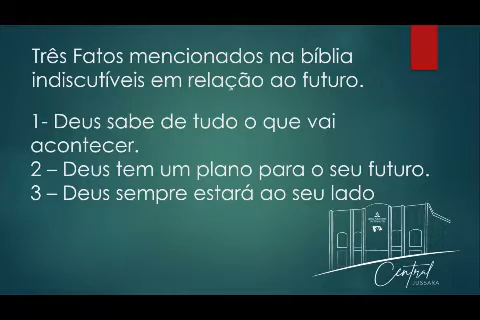 Três Fatos mencionados na bíblia
indiscutíveis em relação ao futuro.
1- Deus sabe de tudo o que vai
acontecer.
2 – Deus tem um plano para o seu futuro.
3 – Deus sempre estará ao seu lado
Central
JUSSARA